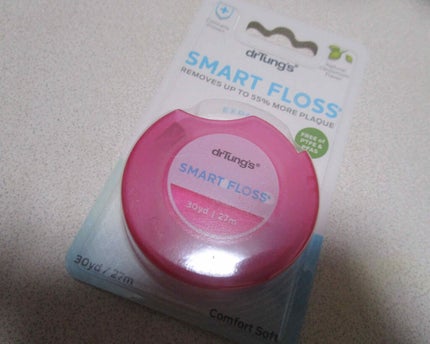 drTung's®
SMART FLOSS®
REMOVES UP TO 55% MORE PLAQUE
FREE of
PTFE &
PFAS
drTung's®
SMART FLOSS®
30yd | 27m
30yd / 27m
Comfort Soft